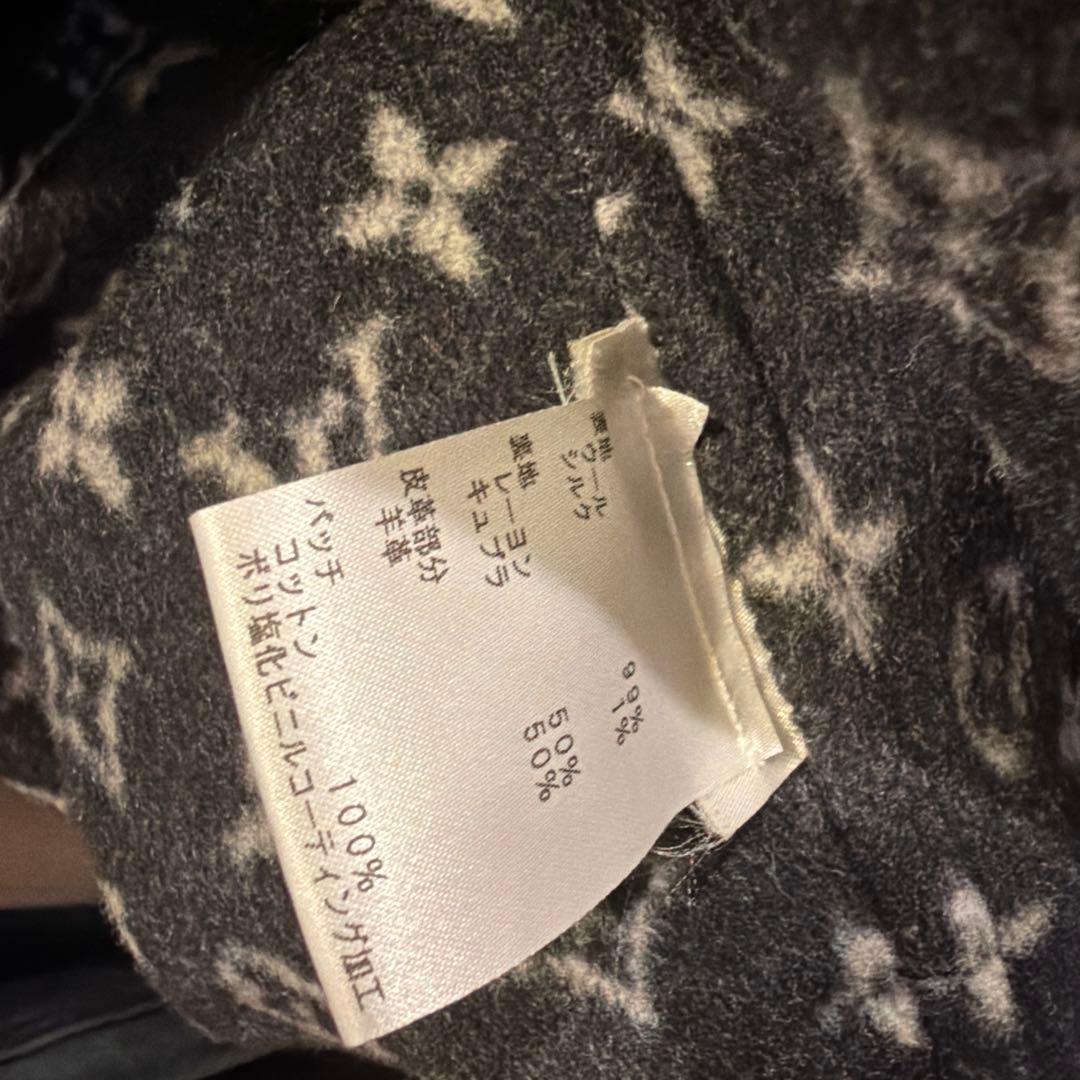 表地
ウール 99%
シルク 1%
裏地
レーヨン 50%
キュプラ 50%
皮革部分
羊革
パッチ
コットン 100%
ポリ塩化ビニルコーティング加工